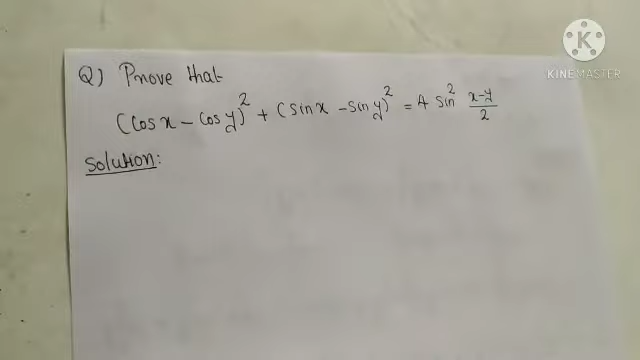 K
KINEMASTER
Q) Prove that
(Cos x - Cos y)² + (Sin x - Sin y)² = 4 Sin² x-y/2
Solution: